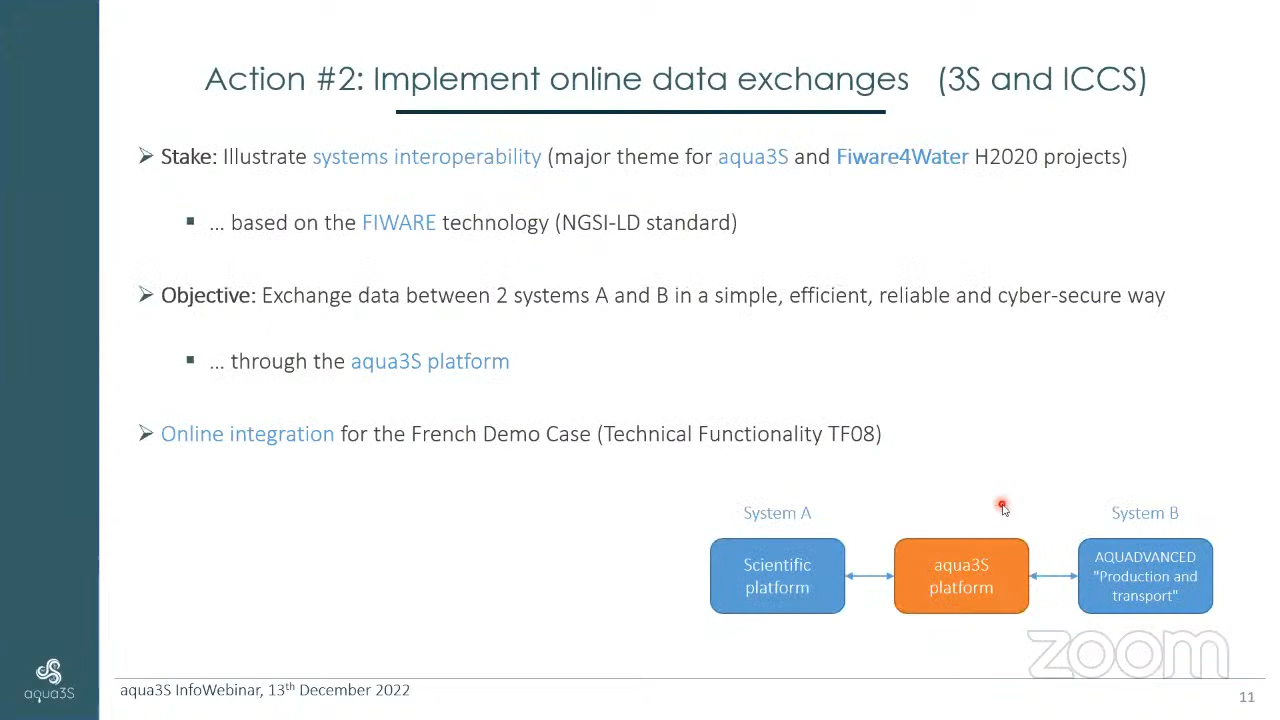 Action #2: Implement online data exchanges (3S and ICCS)
Stake: Illustrate systems interoperability (major theme for aqua3S and Fiware4Water H2020 projects)
... based on the FIWARE technology (NGSI-LD standard)
Objective: Exchange data between 2 systems A and B in a simple, efficient, reliable and cyber-secure way
... through the aqua3S platform
Online integration for the French Demo Case (Technical Functionality TF08)
System A
System B
Scientific
platform
aqua3S
platform
AQUADVANCED
"Production and
transport"
zoom
aqua3S
aqua3S InfoWebinar, 13th December 2022
11